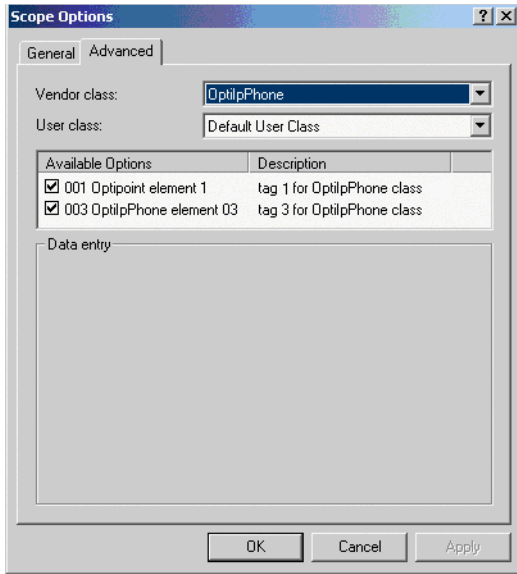 Scope Options
General Advanced
Vendor class: OptiIpPhone
User class: Default User Class
Available Options Description
001 Optipoint element 1 tag 1 for OptiIpPhone class
003 OptiIpPhone element 03 tag 3 for OptiIpPhone class
Data entry
OK Cancel Apply